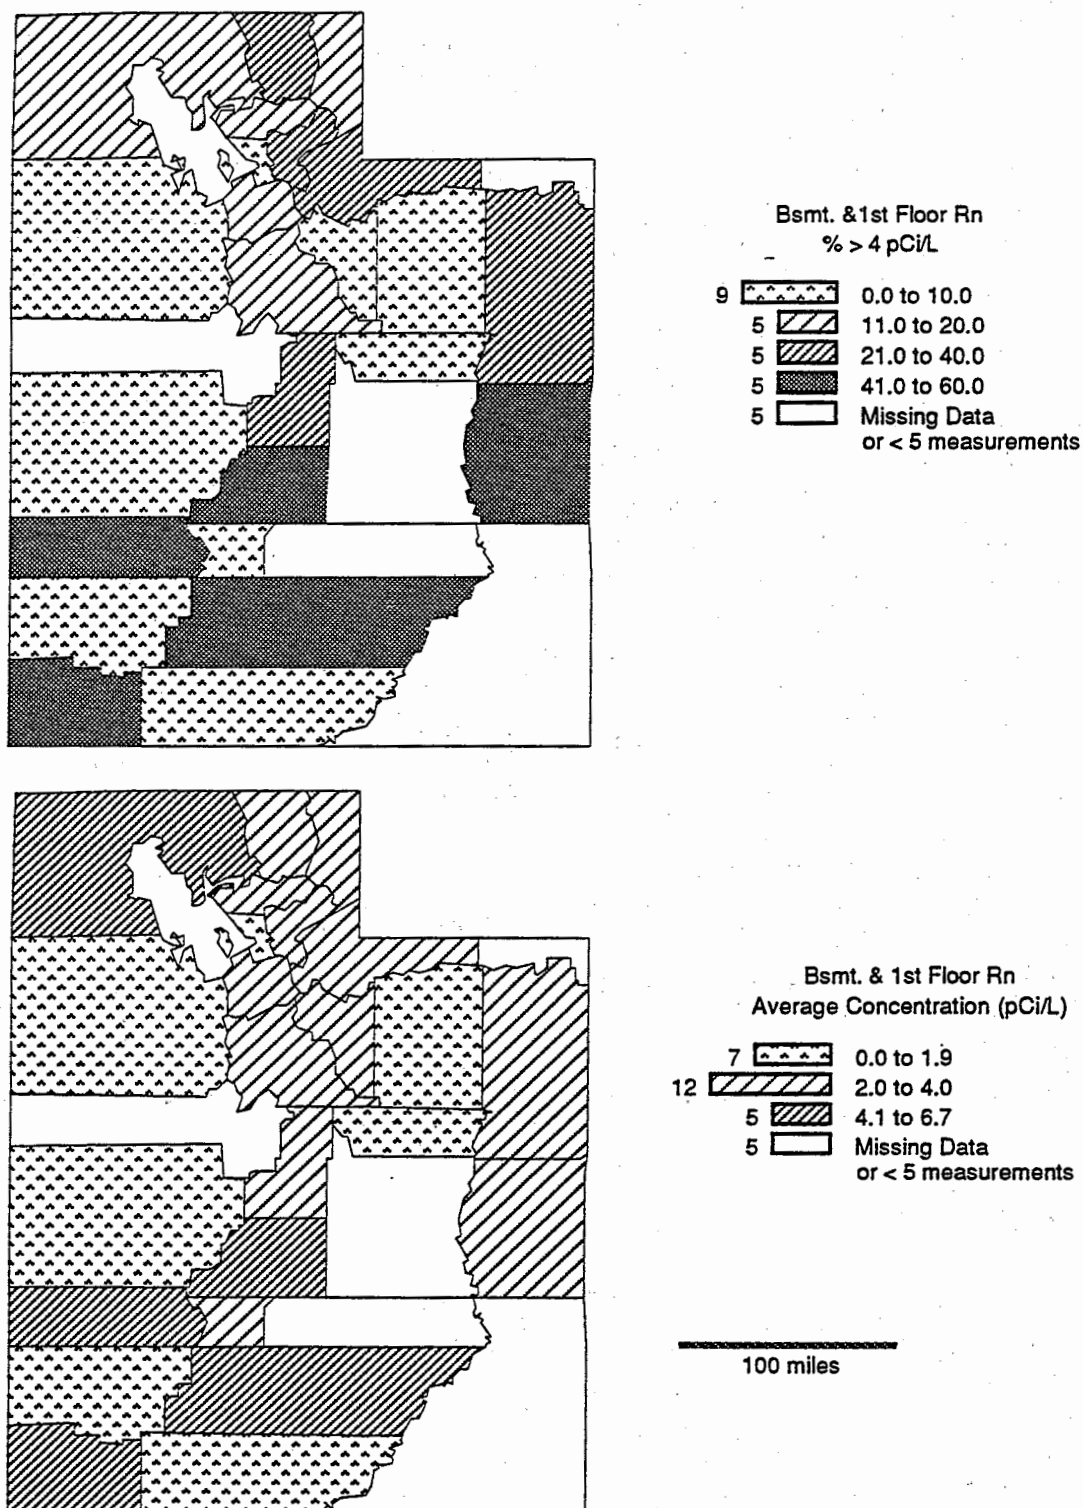 Bsmt. &1st Floor Rn
% > 4 pCi/L
9 0.0 to 10.0
5 11.0 to 20.0
5 21.0 to 40.0
5 41.0 to 60.0
5 Missing Data
or < 5 measurements
Bsmt. & 1st Floor Rn
Average Concentration (pCi/L)
7 0.0 to 1.9
12 2.0 to 4.0
5 4.1 to 6.7
5 Missing Data
or < 5 measurements
100 miles